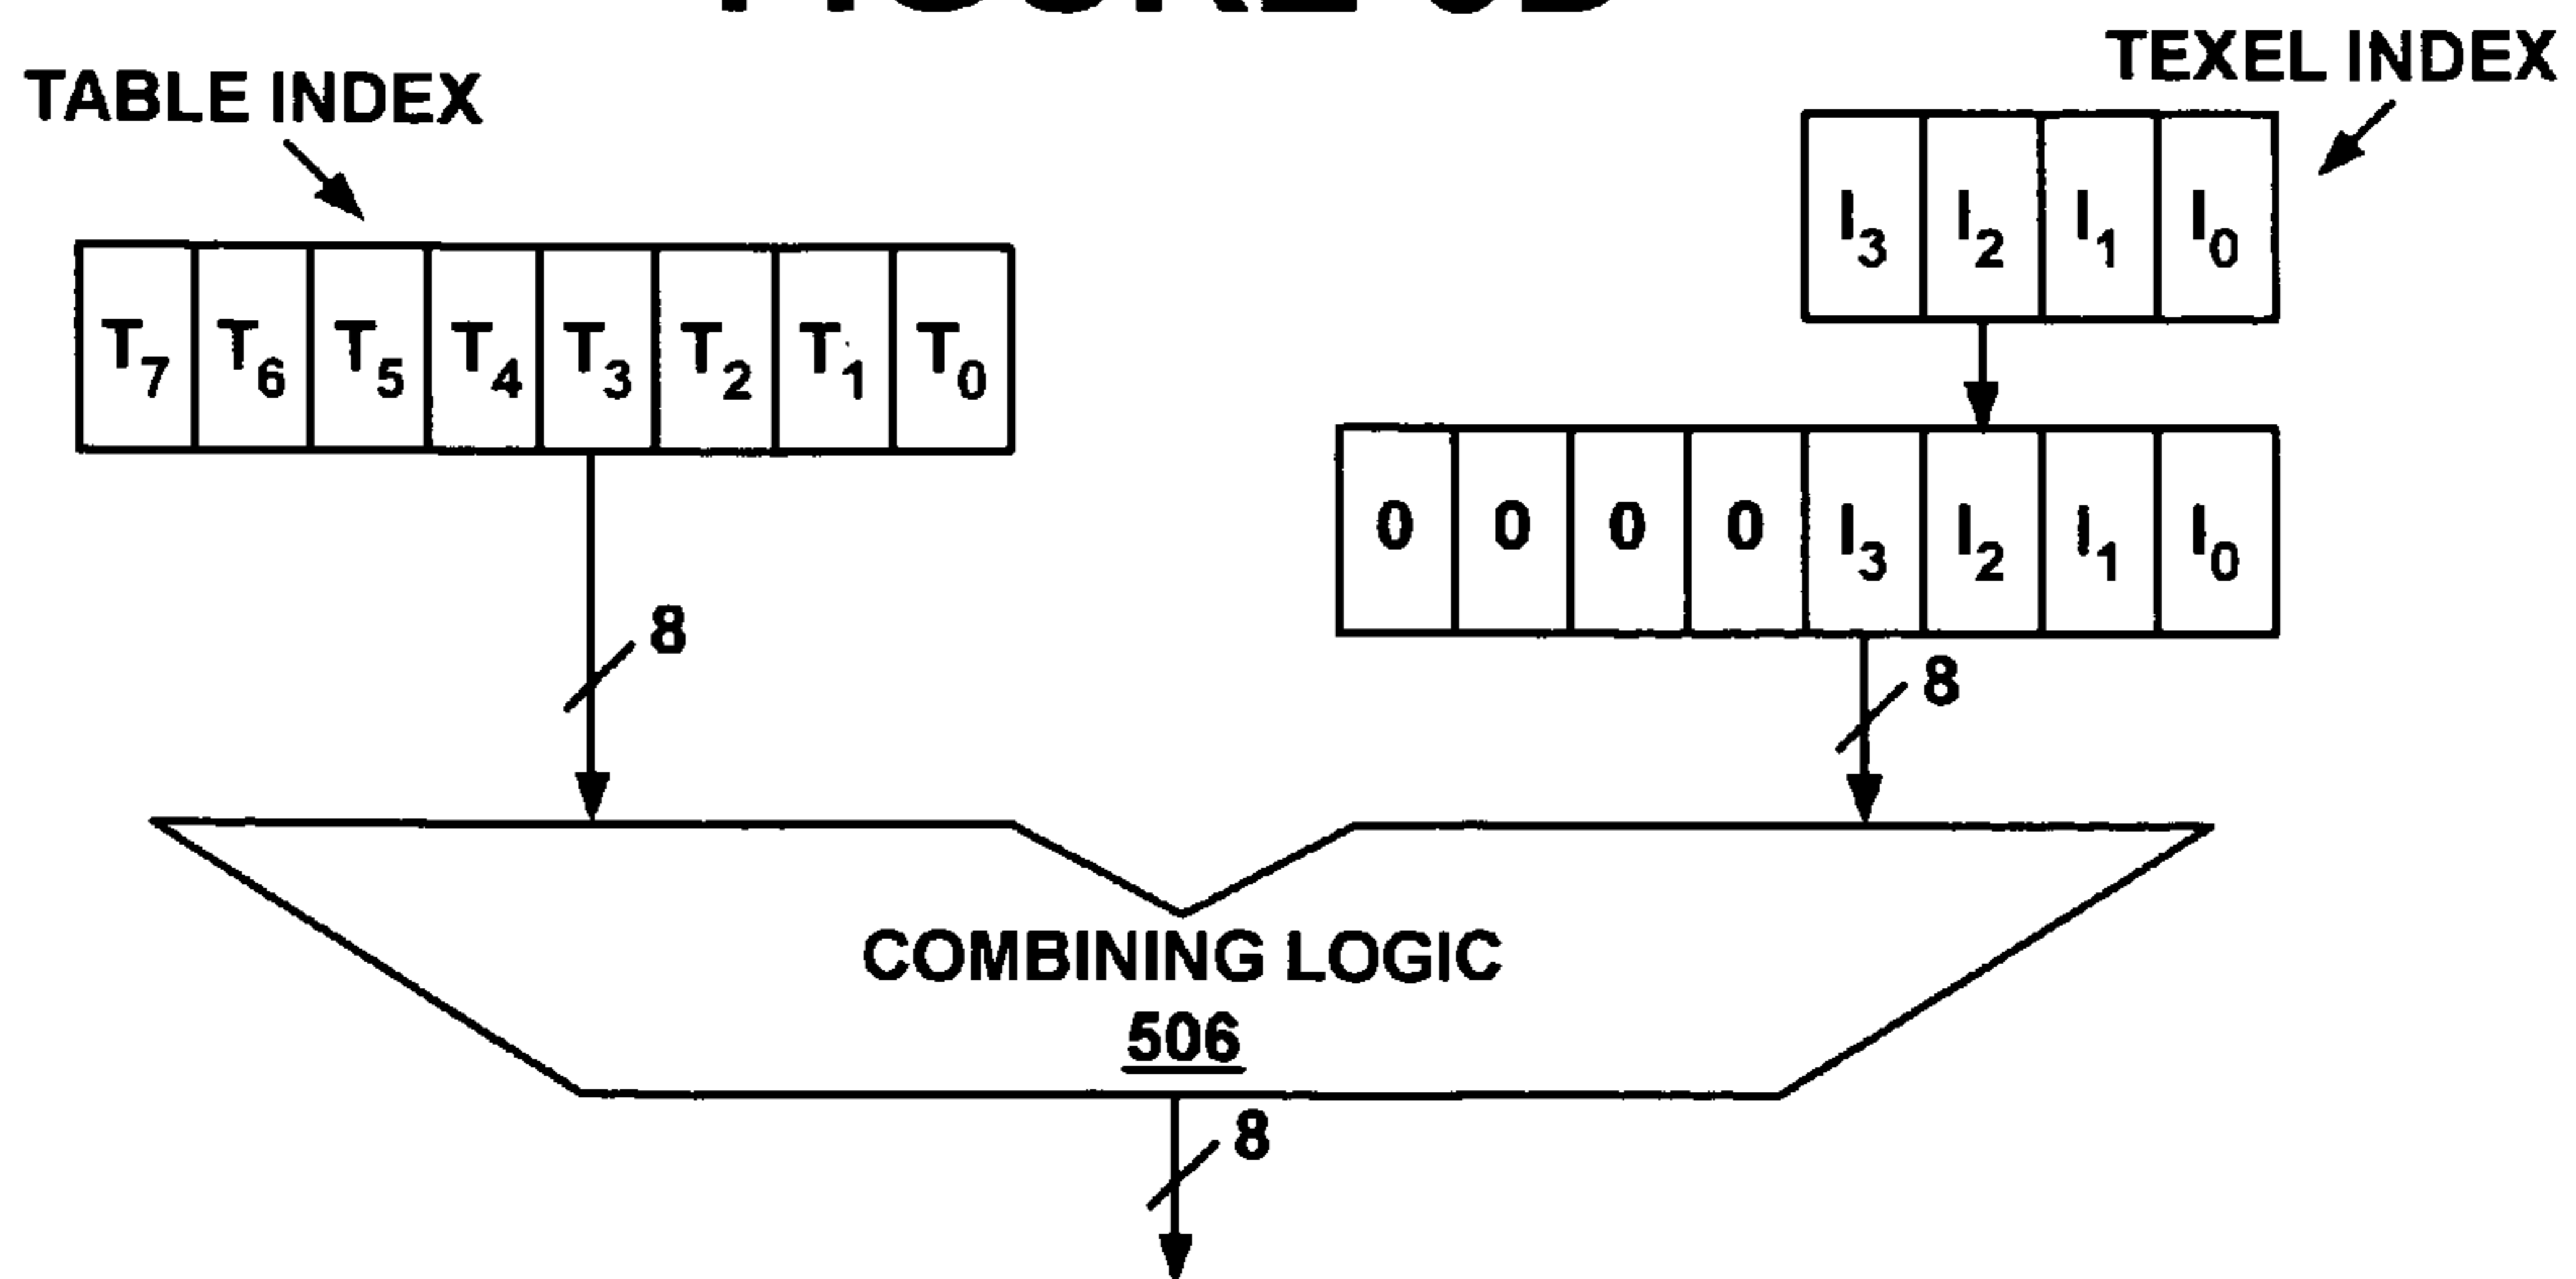 TABLE INDEX
TEXEL INDEX
I3 I2 I1 I0
T7 T6 T5 T4 T3 T2 T1 T0
0 0 0 0 I3 I2 I1 I0
8
8
COMBINING LOGIC
506
8